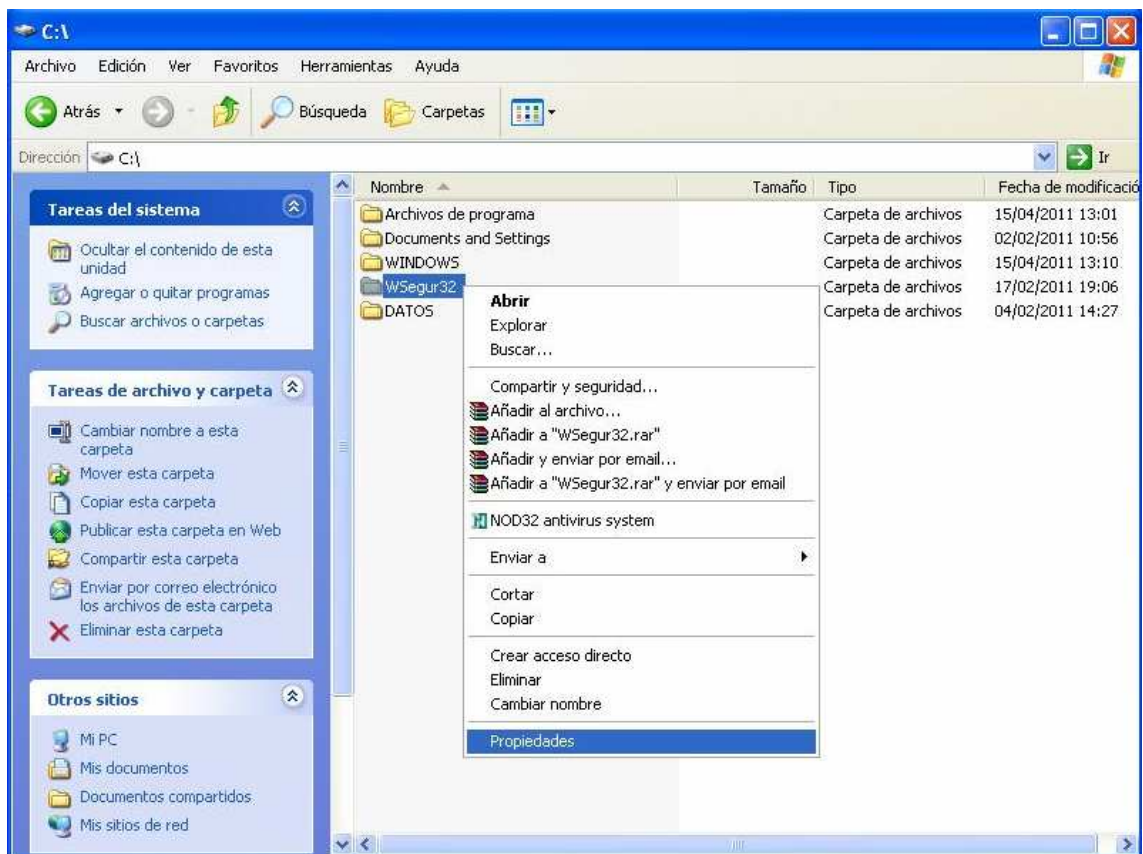 C:\
Archivo Edición Ver Favoritos Herramientas Ayuda
Atrás Búsqueda Carpetas
Dirección C:\ Ir
Tareas del sistema
Ocultar el contenido de esta
unidad
Agregar o quitar programas
Buscar archivos o carpetas
Tareas de archivo y carpeta
Cambiar nombre a esta
carpeta
Mover esta carpeta
Copiar esta carpeta
Publicar esta carpeta en Web
Compartir esta carpeta
Enviar por correo electrónico
los archivos de esta carpeta
Eliminar esta carpeta
Otros sitios
Mi PC
Mis documentos
Documentos compartidos
Mis sitios de red
Nombre Tamaño Tipo Fecha de modificació
Archivos de programa Carpeta de archivos 15/04/2011 13:01
Documents and Settings Carpeta de archivos 02/02/2011 10:56
WINDOWS Carpeta de archivos 15/04/2011 13:10
WSegur32 Carpeta de archivos 17/02/2011 19:06
DATOS Carpeta de archivos 04/02/2011 14:27
Abrir
Explorar
Buscar...
Compartir y seguridad...
Añadir al archivo...
Añadir a "WSegur32.rar"
Añadir y enviar por email...
Añadir a "WSegur32.rar" y enviar por email
NOD32 antivirus system
Enviar a
Cortar
Copiar
Crear acceso directo
Eliminar
Cambiar nombre
Propiedades